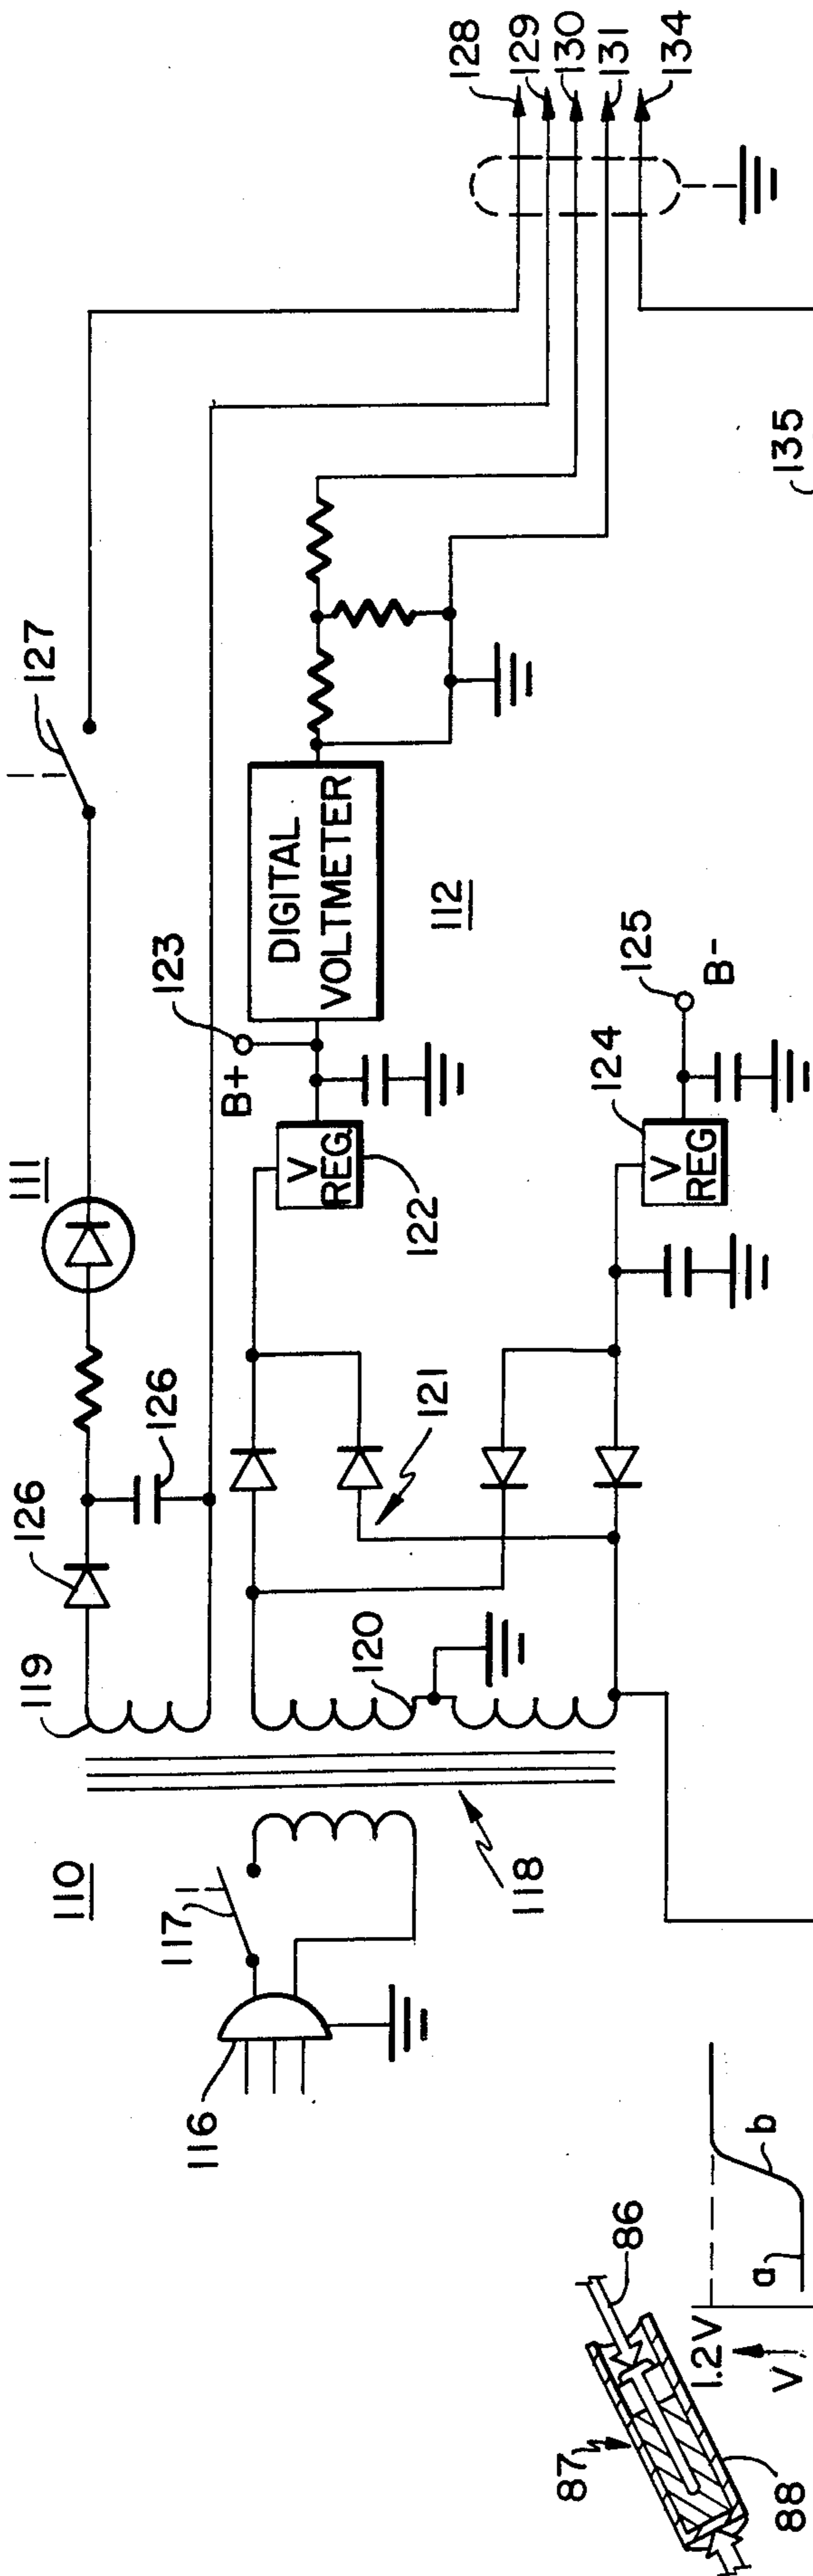 128
129
130
131
134
135
127
111
DIGITAL
VOLTMETER
112
123
B+
125
B-
V
REG.
122
124
V
REG
126
126
121
119
120
110
117
118
116
86
87
88
1.2V
V
a
b